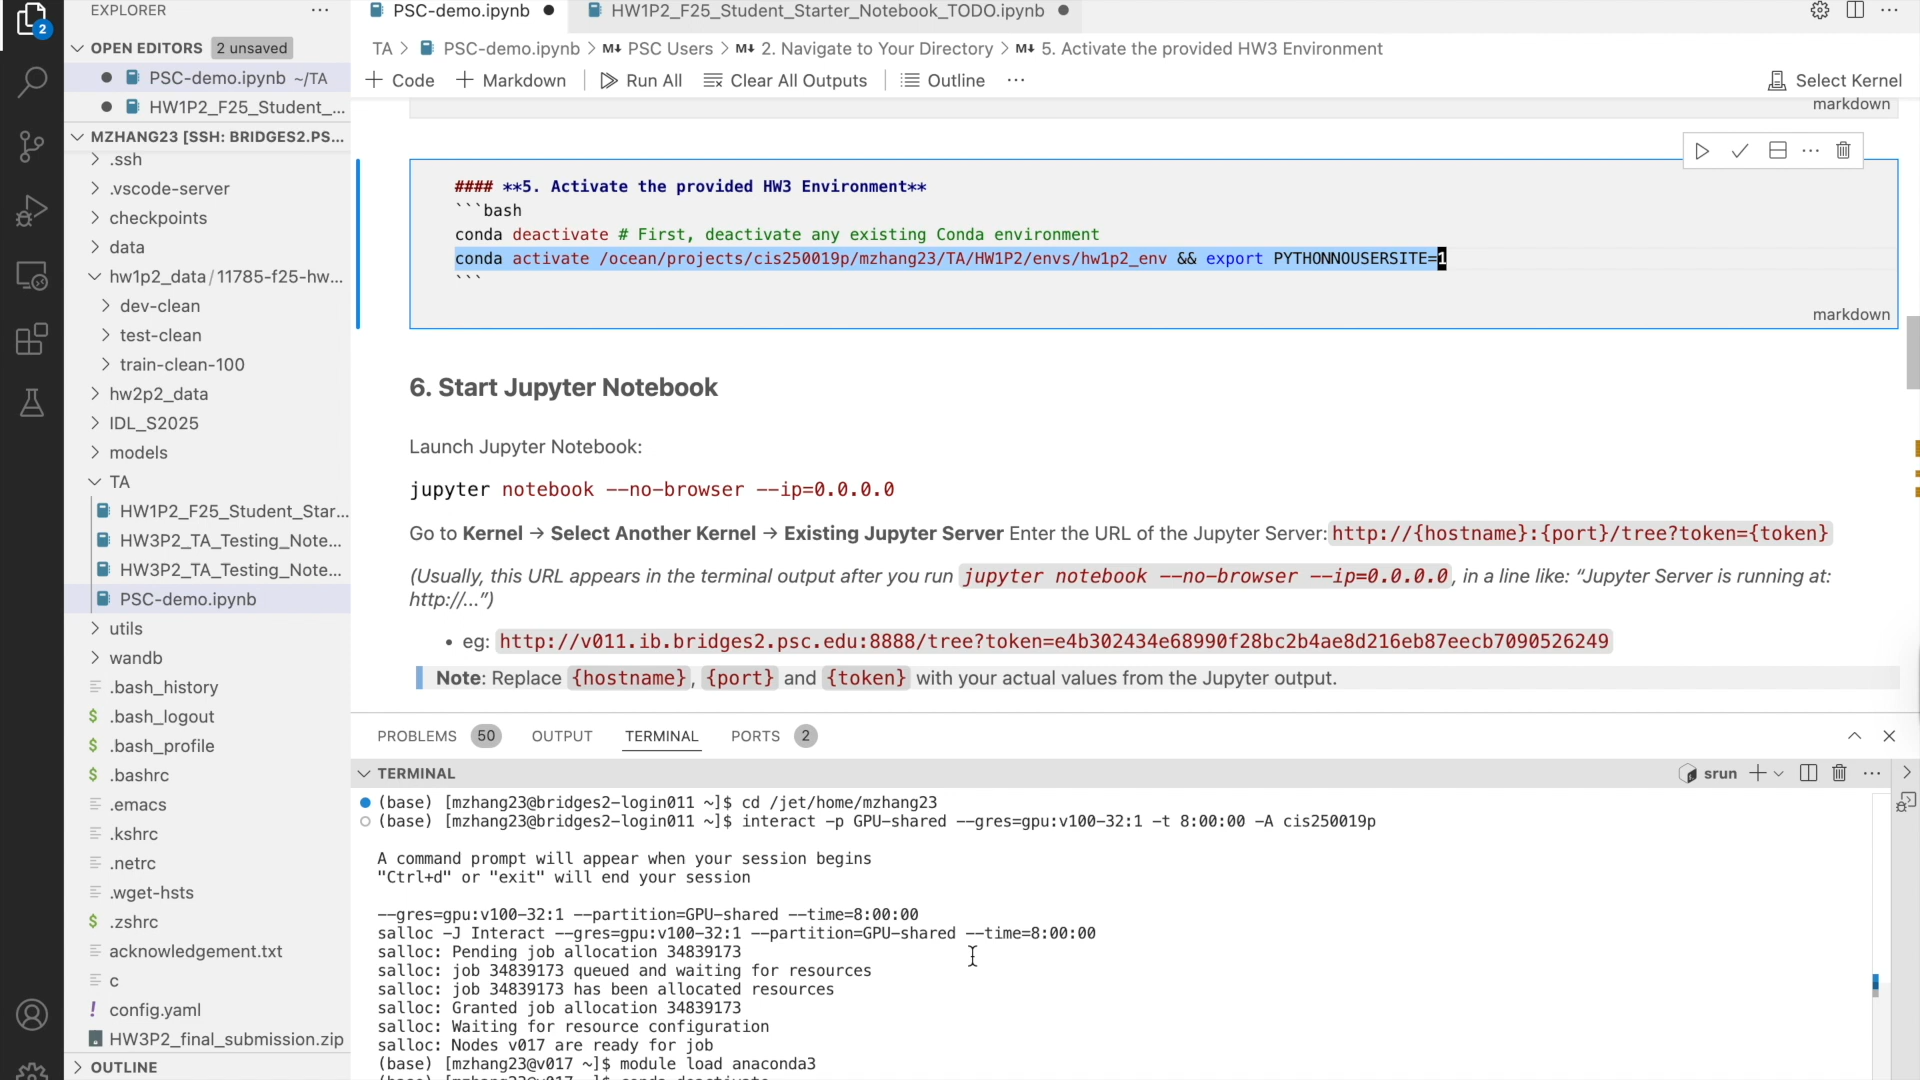 EXPLORER
OPEN EDITORS 2 unsaved
PSC-demo.ipynb ~/TA
HW1P2_F25_Student_...
MZHANG23 [SSH: BRIDGES2.PS...
.ssh
.vscode-server
checkpoints
data
hw1p2_data/11785-f25-hw...
dev-clean
test-clean
train-clean-100
hw2p2_data
IDL_S2025
models
TA
HW1P2_F25_Student_Star...
HW3P2_TA_Testing_Note...
HW3P2_TA_Testing_Note...
PSC-demo.ipynb
utils
wandb
.bash_history
.bash_logout
.bash_profile
.bashrc
.emacs
.kshrc
.netrc
.wget-hsts
.zshrc
acknowledgement.txt
c
config.yaml
HW3P2_final_submission.zip
OUTLINE
2
PSC-demo.ipynb
HW1P2_F25_Student_Starter_Notebook_TODO.ipynb
TA > PSC-demo.ipynb > M↓ PSC Users > M↓ 2. Navigate to Your Directory > M↓ 5. Activate the provided HW3 Environment
+ Code + Markdown Run All Clear All Outputs Outline ... Select Kernel
markdown
#### **5. Activate the provided HW3 Environment**
```bash
conda deactivate # First, deactivate any existing Conda environment
conda activate /ocean/projects/cis250019p/mzhang23/TA/HW1P2/envs/hw1p2_env && export PYTHONNOUSERSITE=1
```
markdown
6. Start Jupyter Notebook
Launch Jupyter Notebook:
jupyter notebook --no-browser --ip=0.0.0.0
Go to Kernel → Select Another Kernel → Existing Jupyter Server Enter the URL of the Jupyter Server: http://{hostname}:{port}/tree?token={token}
(Usually, this URL appears in the terminal output after you run jupyter notebook --no-browser --ip=0.0.0.0, in a line like: “Jupyter Server is running at:
http://...”)
• eg: http://v011.ib.bridges2.psc.edu:8888/tree?token=e4b302434e68990f28bc2b4ae8d216eb87eecb7090526249
Note: Replace {hostname}, {port} and {token} with your actual values from the Jupyter output.
PROBLEMS 50 OUTPUT TERMINAL PORTS 2
TERMINAL
srun
(base) [mzhang23@bridges2-login011 ~]$ cd /jet/home/mzhang23
(base) [mzhang23@bridges2-login011 ~]$ interact -p GPU-shared --gres=gpu:v100-32:1 -t 8:00:00 -A cis250019p
A command prompt will appear when your session begins
"Ctrl+d" or "exit" will end your session
--gres=gpu:v100-32:1 --partition=GPU-shared --time=8:00:00
salloc -J Interact --gres=gpu:v100-32:1 --partition=GPU-shared --time=8:00:00
salloc: Pending job allocation 34839173
salloc: job 34839173 queued and waiting for resources
salloc: job 34839173 has been allocated resources
salloc: Granted job allocation 34839173
salloc: Waiting for resource configuration
salloc: Nodes v017 are ready for job
(base) [mzhang23@v017 ~]$ module load anaconda3
(base) [mzhang23@v017 ~]$ conda deactivate